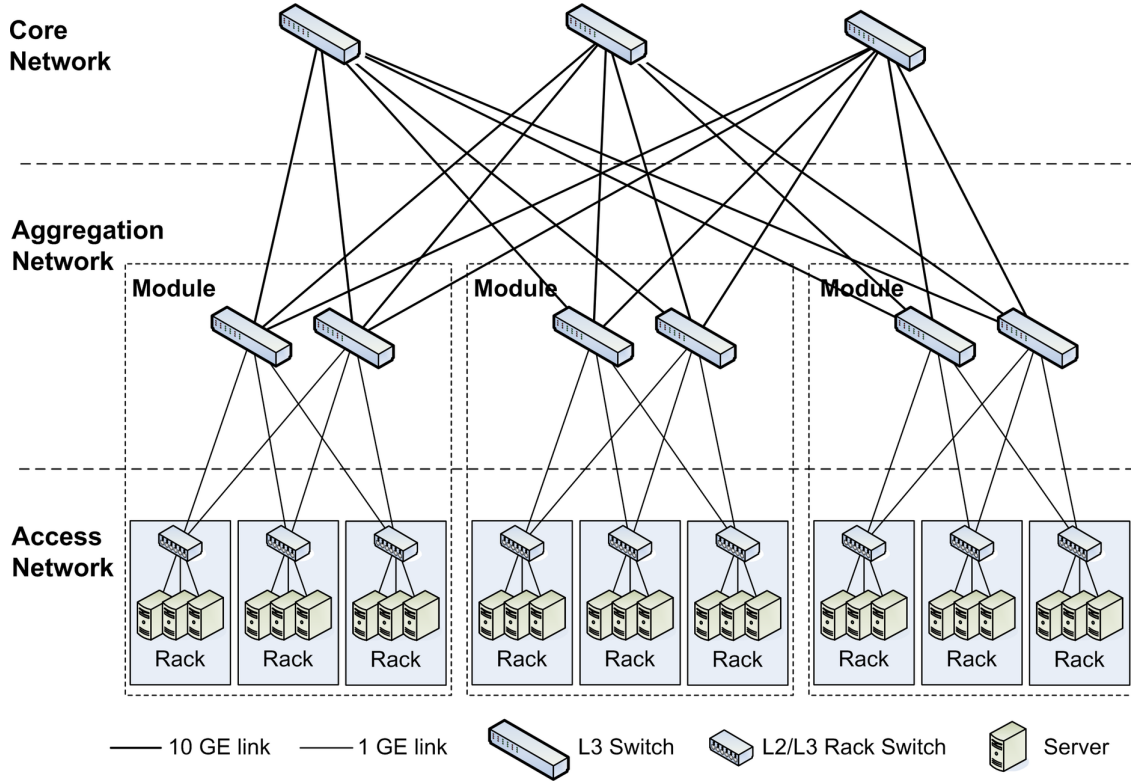 Core
Network
Aggregation
Network
Module
Module
Module
Access
Network
Rack
Rack
Rack
Rack
Rack
Rack
Rack
Rack
Rack
10 GE link
1 GE link
L3 Switch
L2/L3 Rack Switch
Server